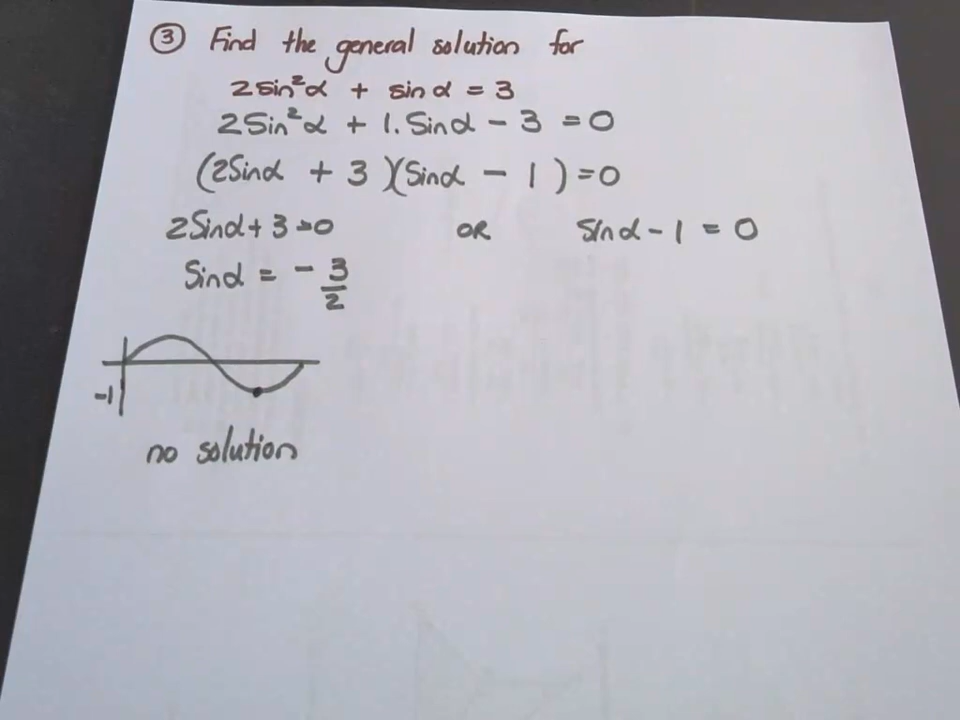 ③ Find the general solution for
2sin²α + sinα = 3
2Sin²α + 1.Sinα - 3 = 0
(2Sinα + 3)(Sinα - 1) = 0
2Sinα + 3 = 0 OR Sinα - 1 = 0
Sinα = - 3/2
-1
no solution